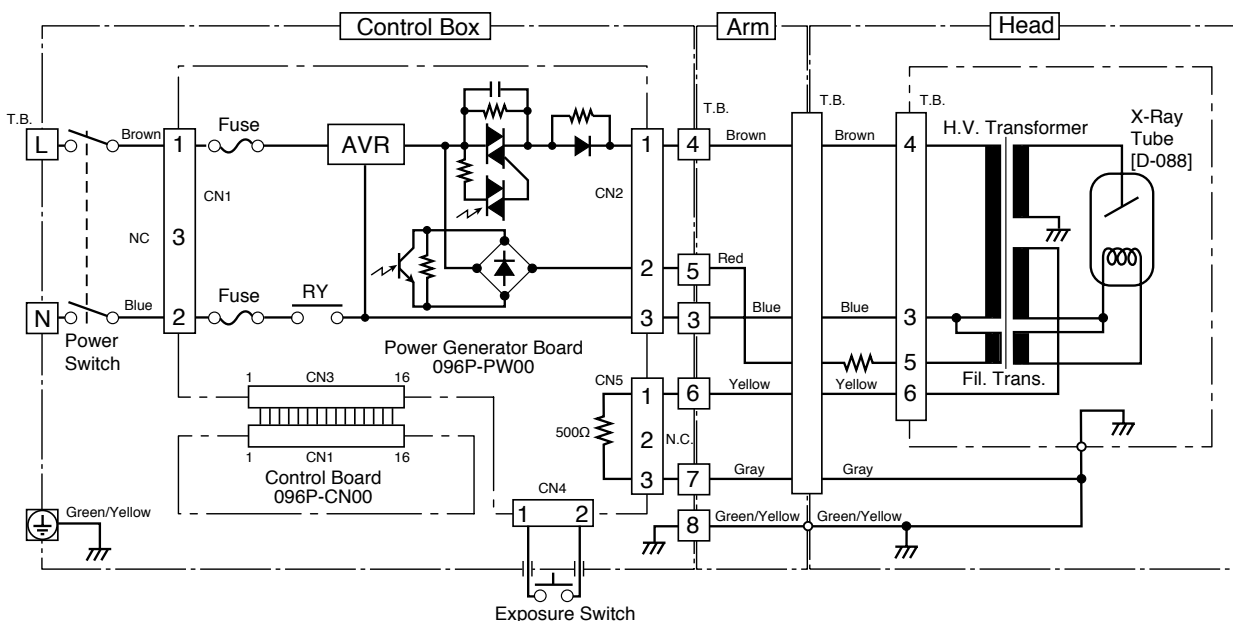 Control Box
Arm
Head
T.B.
L
Brown
1
Fuse
AVR
1
T.B.
4
Brown
T.B.
Brown
T.B.
4
H.V. Transformer
X-Ray
Tube
[D-088]
CN1
CN2
NC
3
2
5
Red
N
Blue
2
Fuse
RY
3
3
Blue
Blue
3
Power
Switch
Power Generator Board
096P-PW00
5
Fil. Trans.
1
CN3
16
CN5
1
6
Yellow
Yellow
6
500Ω
2
N.C.
1
CN1
16
Control Board
096P-CN00
3
7
Gray
Gray
CN4
1
2
Green/Yellow
8
Green/Yellow
Green/Yellow
Exposure Switch